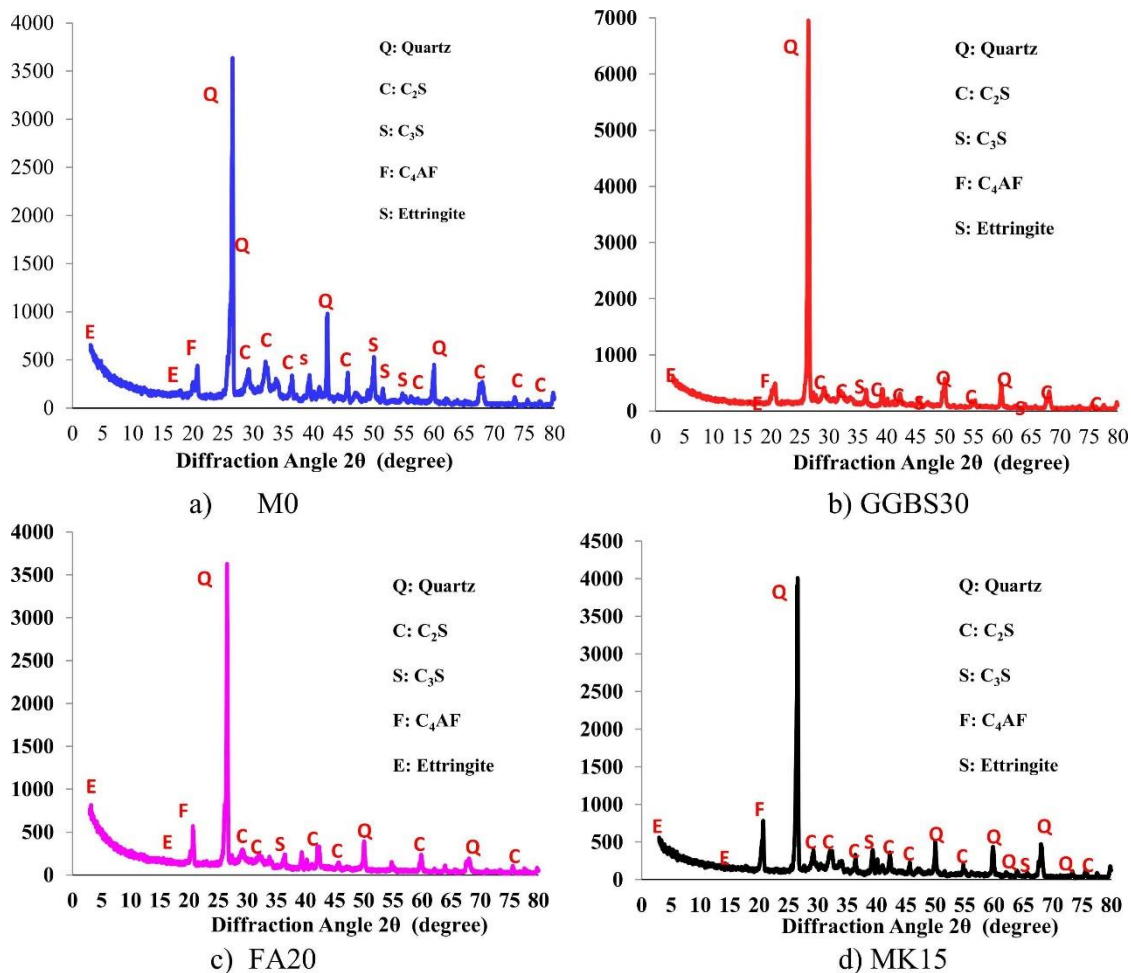 4000
3500
3000
2500
2000
1500
1000
500
0
Q: Quartz
C: C₂S
S: C₃S
F: C₄AF
S: Ettringite
Q
Q
Q
E
E
F
C
C
C
s
C
S
S
S
C
Q
C
C
C
0 5 10 15 20 25 30 35 40 45 50 55 60 65 70 75 80
Diffraction Angle 2θ (degree)
a) M0
7000
6000
5000
4000
3000
2000
1000
0
Q: Quartz
C: C₂S
S: C₃S
F: C₄AF
S: Ettringite
Q
E
E
F
C
C
S
C
C
S
Q
C
Q
S
C
C
0 5 10 15 20 25 30 35 40 45 50 55 60 65 70 75 80
Diffraction Angle 2θ (degree)
b) GGBS30
4000
3500
3000
2500
2000
1500
1000
500
0
Q: Quartz
C: C₂S
S: C₃S
F: C₄AF
E: Ettringite
Q
E
E
F
C
C
S
C
C
Q
C
Q
C
0 5 10 15 20 25 30 35 40 45 50 55 60 65 70 75 80
Diffraction Angle 2θ (degree)
c) FA20
4500
4000
3500
3000
2500
2000
1500
1000
500
0
Q: Quartz
C: C₂S
S: C₃S
F: C₄AF
S: Ettringite
Q
E
E
F
C
C
C
S
C
C
Q
C
Q
Q
S
Q
Q
C
0 5 10 15 20 25 30 35 40 45 50 55 60 65 70 75 80
Diffraction Angle 2θ (degree)
d) MK15